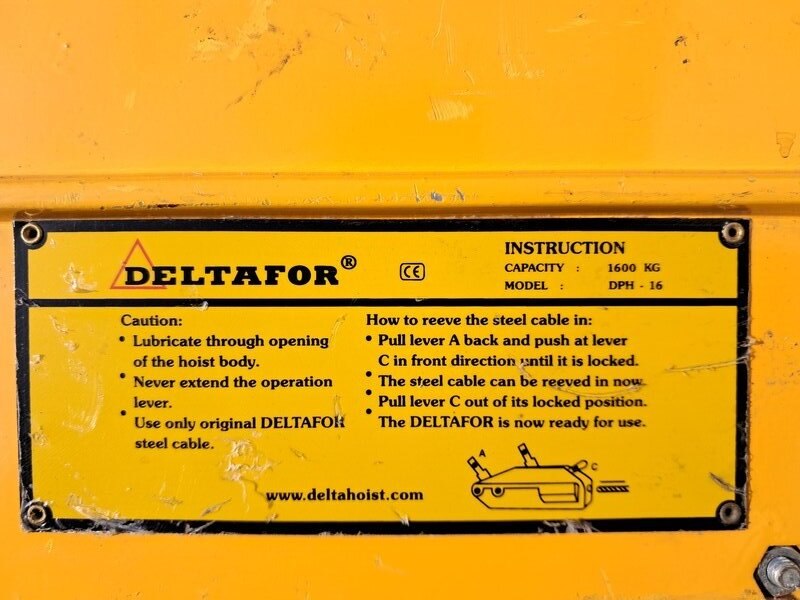 DELTAFOR®
CE
INSTRUCTION
CAPACITY : 1600 KG
MODEL : DPH - 16
Caution:
• Lubricate through opening
of the hoist body.
• Never extend the operation
lever.
• Use only original DELTAFOR
steel cable.
How to reeve the steel cable in:
• Pull lever A back and push at lever
C in front direction until it is locked.
• The steel cable can be reeved in now.
• Pull lever C out of its locked position.
• The DELTAFOR is now ready for use.
A
C
www.deltahoist.com